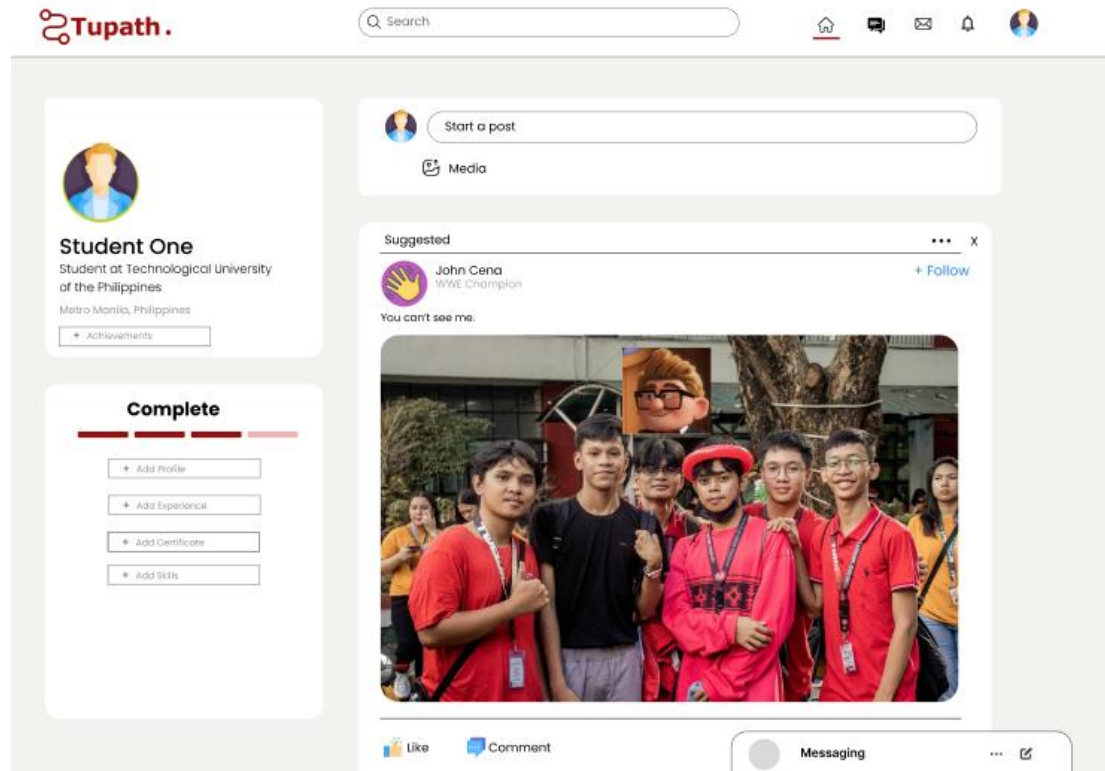 Tupath.
Search
Student One
Student at Technological University
of the Philippines
Metro Manila, Philippines
+ Achievements
Complete
+ Add Profile
+ Add Experience
+ Add Certificate
+ Add Skills
Start a post
Media
Suggested
... X
John Cena
+ Follow
WWE Champion
You can't see me.
Like
Comment
Messaging
...